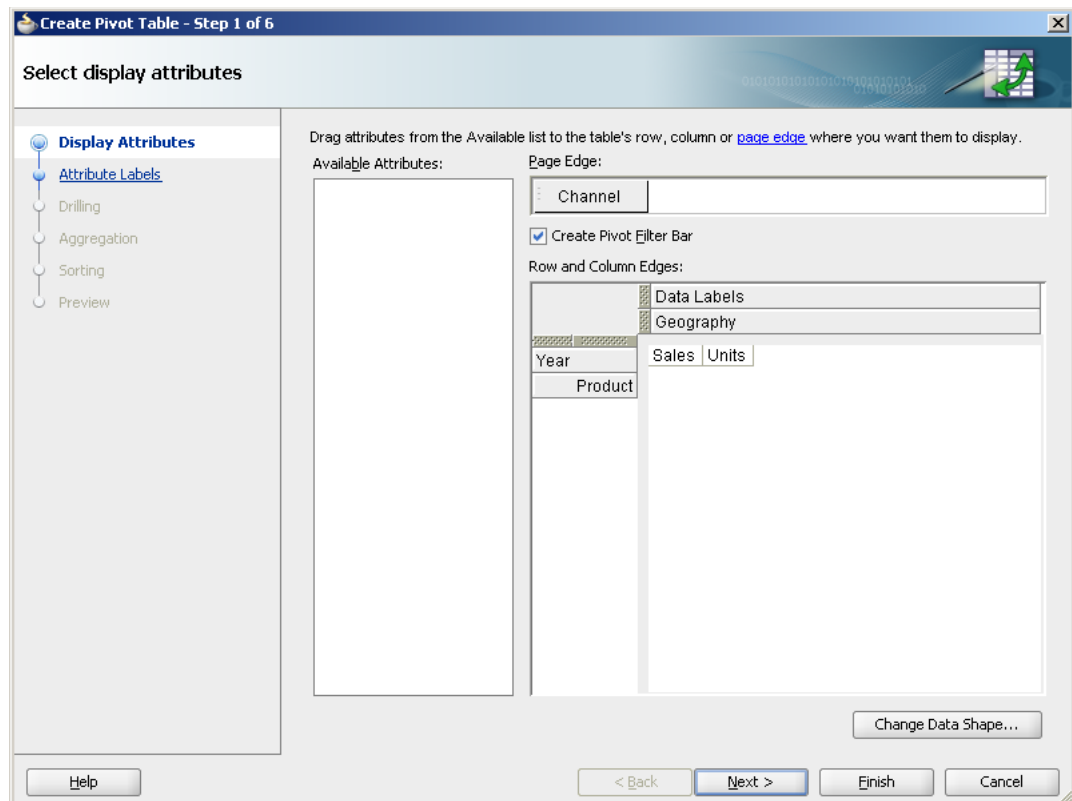 Create Pivot Table - Step 1 of 6
Select display attributes
Display Attributes
Attribute Labels
Drilling
Aggregation
Sorting
Preview
Drag attributes from the Available list to the table's row, column or page edge where you want them to display.
Available Attributes:
Page Edge:
Channel
Create Pivot Filter Bar
Row and Column Edges:
Data Labels
Geography
Year
Sales Units
Product
Change Data Shape...
Help
< Back
Next >
Finish
Cancel